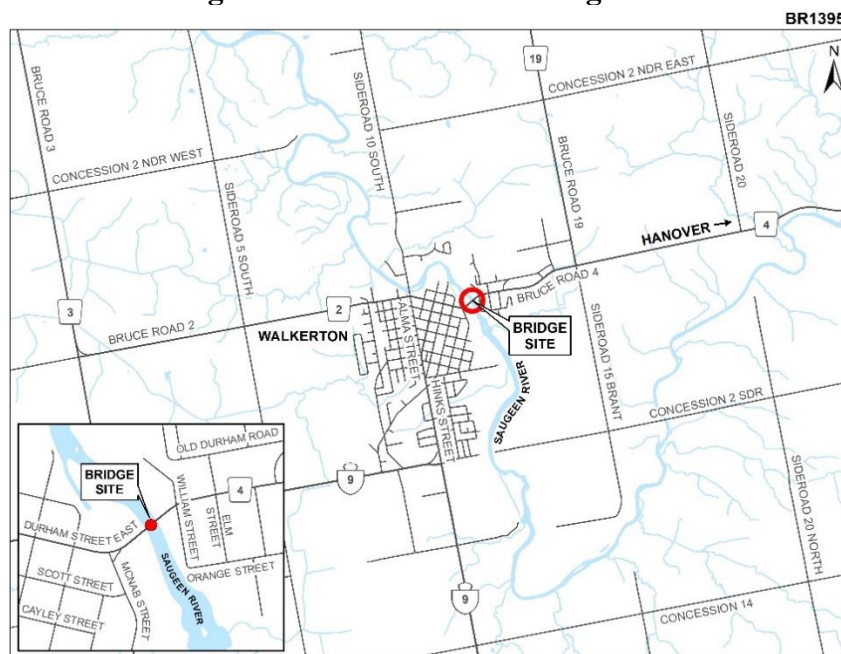 BR1395
BRUCE ROAD 3
4
SIDEROAD 10 SOUTH
19
CONCESSION 2 NDR EAST
N
CONCESSION 2 NDR WEST
SIDEROAD 5 SOUTH
BRUCE ROAD 19
SIDEROAD 20
HANOVER
4
3
2
BRUCE ROAD 4
BRUCE ROAD 2
WALKERTON
ALMA STREET
BRIDGE
SITE
HINKS STREET
SAUGEEN RIVER
SIDEROAD 15 BRANT
CONCESSION 2 SDR
9
SIDEROAD 20 NORTH
9
CONCESSION 14
OLD DURHAM ROAD
BRIDGE
SITE
4
WILLIAM STREET
ELM
STREET
DURHAM STREET EAST
SAUGEEN RIVER
ORANGE STREET
SCOTT STREET
MCNAB STREET
CAYLEY STREET